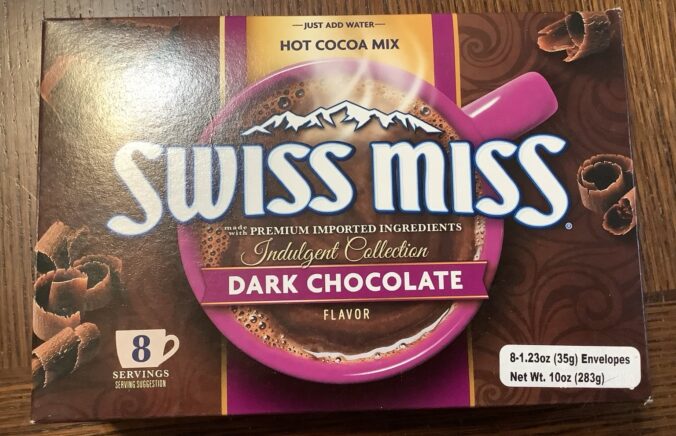 —JUST ADD WATER—
HOT COCOA MIX
SWISS MISS®
made with PREMIUM IMPORTED INGREDIENTS
Indulgent Collection
DARK CHOCOLATE
FLAVOR
8
SERVINGS
SERVING SUGGESTION
8-1.23oz (35g) Envelopes
Net Wt. 10oz (283g)